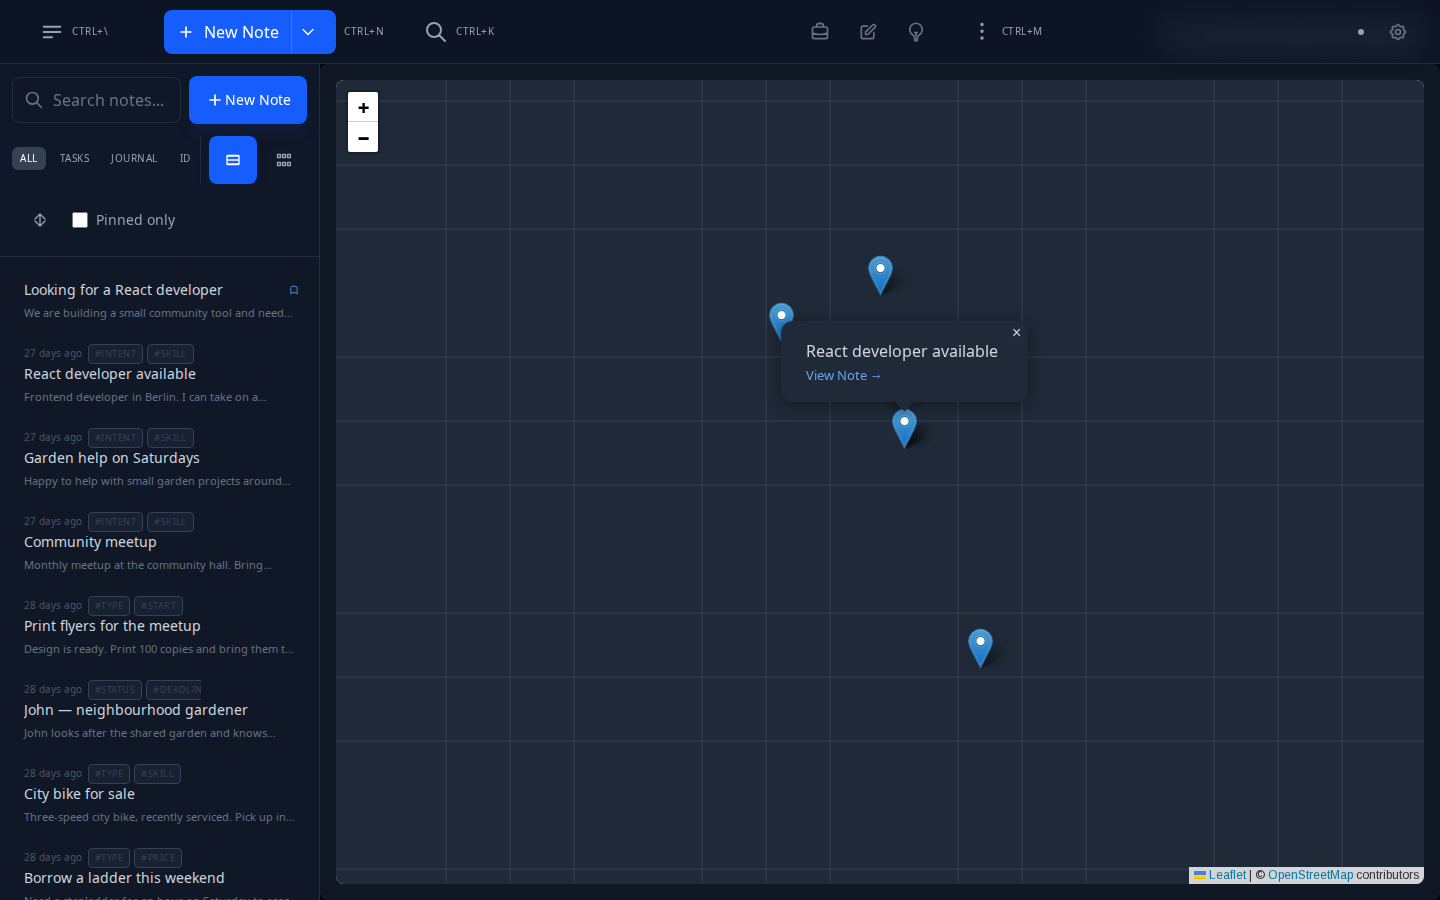 CTRL+\
New Note
CTRL+N
CTRL+K
CTRL+M
Search notes...
New Note
ALL
TASKS
JOURNAL
ID
Pinned only
Looking for a React developer
We are building a small community tool and need...
27 days ago #INTENT #SKILL
React developer available
Frontend developer in Berlin. I can take on a...
27 days ago #INTENT #SKILL
Garden help on Saturdays
Happy to help with small garden projects around...
27 days ago #INTENT #SKILL
Community meetup
Monthly meetup at the community hall. Bring...
28 days ago #TYPE #START
Print flyers for the meetup
Design is ready. Print 100 copies and bring them t...
28 days ago #STATUS #DEADLIN
John — neighbourhood gardener
John looks after the shared garden and knows...
28 days ago #TYPE #SKILL
City bike for sale
Three-speed city bike, recently serviced. Pick up in...
28 days ago #TYPE #PRICE
Borrow a ladder this weekend
+
−
React developer available
View Note →
×
Leaflet | © OpenStreetMap contributors